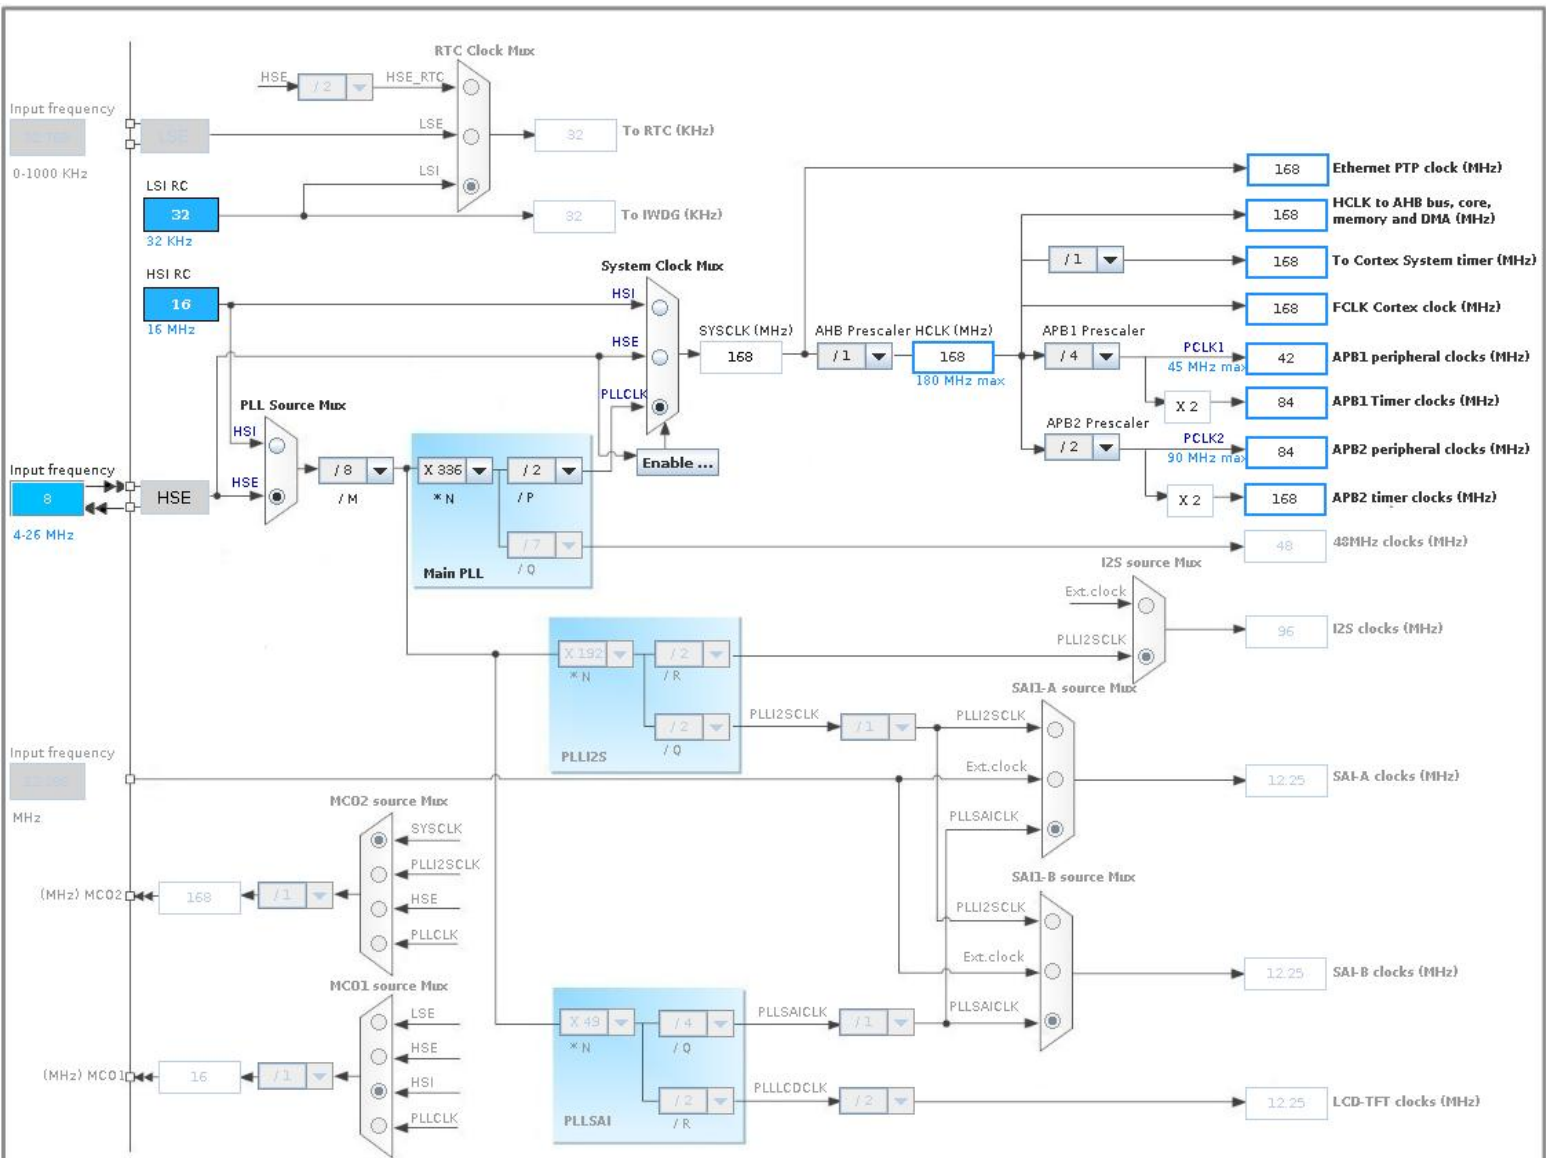 RTC Clock Mux
HSE
/ 2
HSE_RTC
Input frequency
LSE
LSE
32
To RTC (KHz)
0-1000 KHz
LSI
LSI RC
32
32 KHz
32
To IWDG (KHz)
168
Ethernet PTP clock (MHz)
168
HCLK to AHB bus, core,
memory and DMA (MHz)
/ 1
168
To Cortex System timer (MHz)
168
FCLK Cortex clock (MHz)
HSI RC
16
16 MHz
System Clock Mux
HSI
HSE
PLLCLK
SYSCLK (MHz)
168
AHB Prescaler
/ 1
HCLK (MHz)
168
180 MHz max
APB1 Prescaler
/ 4
PCLK1
45 MHz max
42
APB1 peripheral clocks (MHz)
X 2
84
APB1 Timer clocks (MHz)
APB2 Prescaler
/ 2
PCLK2
90 MHz max
84
APB2 peripheral clocks (MHz)
X 2
168
APB2 timer clocks (MHz)
PLL Source Mux
HSI
HSE
Input frequency
8
4-26 MHz
HSE
/ 8
/ M
X 336
* N
/ 2
/ P
/ 7
/ Q
Main PLL
Enable ...
48
48MHz clocks (MHz)
I2S source Mux
Ext.clock
PLLI2SCLK
96
I2S clocks (MHz)
X 192
* N
/ 2
/ R
/ 2
/ Q
PLLI2S
PLLI2SCLK
/ 1
SAI1-A source Mux
PLLI2SCLK
Ext.clock
PLLSAICLK
12.25
SAI-A clocks (MHz)
Input frequency
MHz
MCO2 source Mux
SYSCLK
PLLI2SCLK
HSE
PLLCLK
(MHz) MCO2
168
/ 1
SAI1-B source Mux
PLLI2SCLK
Ext.clock
PLLSAICLK
12.25
SAI-B clocks (MHz)
MCO1 source Mux
LSE
HSE
HSI
PLLCLK
(MHz) MCO1
16
/ 1
X 49
* N
/ 4
/ Q
/ 2
/ R
PLLSAI
PLLSAICLK
/ 1
PLLLCDCLK
/ 2
12.25
LCD-TFT clocks (MHz)